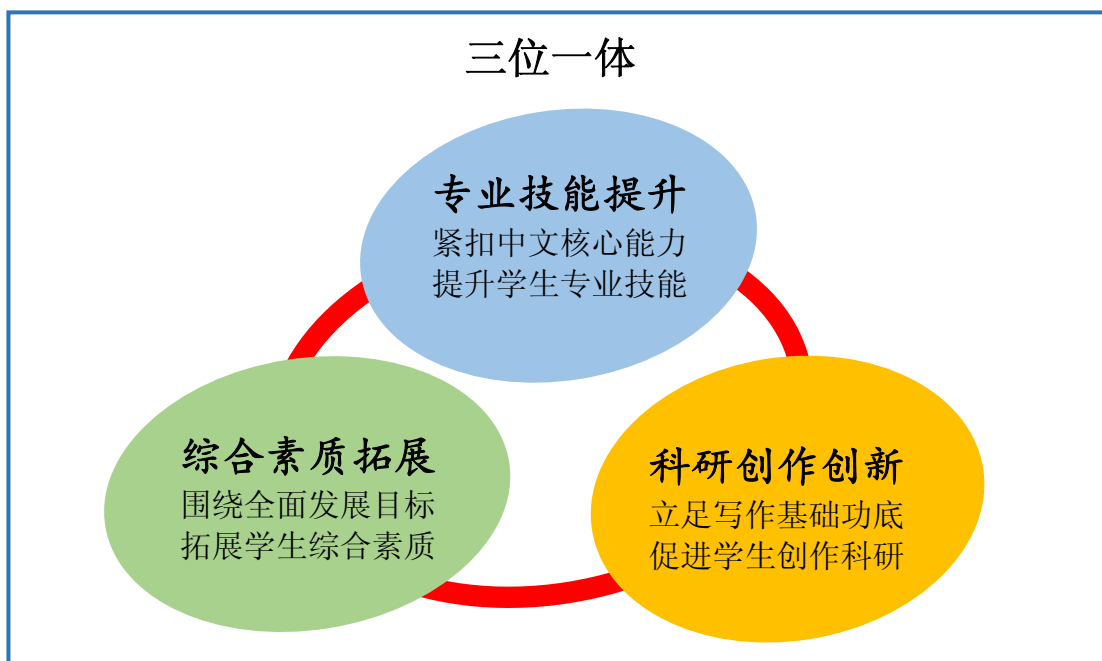 三位一体
专业技能提升
紧扣中文核心能力
提升学生专业技能
综合素质拓展
围绕全面发展目标
拓展学生综合素质
科研创作创新
立足写作基础功底
促进学生创作科研